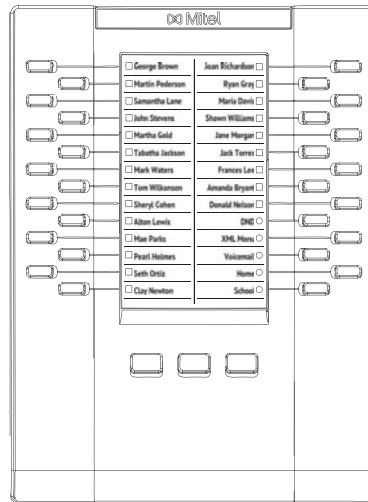 Mitel
George Brown
Jean Richardson
Martin Pederson
Ryan Gray
Samantha Lane
Maria Davis
John Stevens
Shawn Williams
Martha Gold
Jane Morgan
Tabatha Jackson
Jack Torres
Mark Waters
Frances Lee
Tom Wilkonson
Amanda Bryant
Sheryl Cohen
Donald Nelson
Alton Lewis
DND
Mae Parks
XML Menu
Pearl Holmes
Voicemail
Seth Ortiz
Home
Clay Newton
School